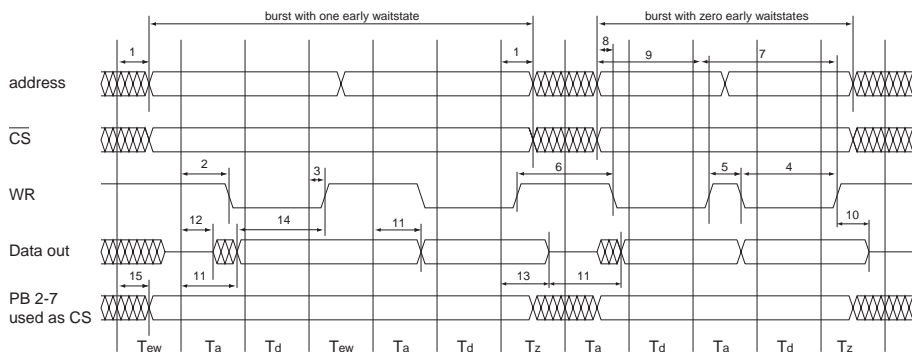 burst with one early waitstate
burst with zero early waitstates
1
1
8
9
7
address
CS
2
3
6
5
4
WR
12
14
11
10
Data out
15
11
13
11
PB 2-7
used as CS
Tew Ta Td Tew Ta Td Tz Ta Td Ta Td Tz